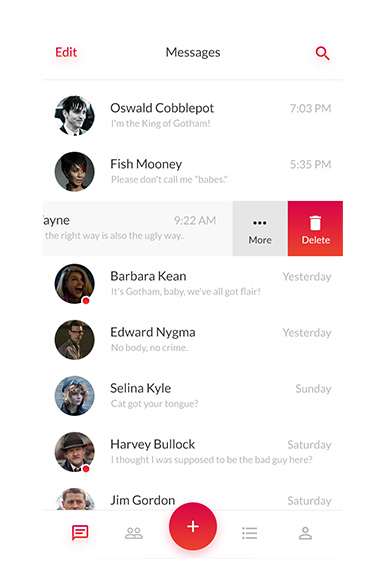 Edit
Messages
Oswald Cobblepot
7:03 PM
I'm the King of Gotham!
Fish Mooney
5:35 PM
Please don't call me "babes."
ayne
9:22 AM
the right way is also the ugly way..
More
Delete
Barbara Kean
Yesterday
It's Gotham, baby, we've all got flair!
Edward Nygma
Yesterday
No body, no crime.
Selina Kyle
Sunday
Cat got your tongue?
Harvey Bullock
Saturday
I thought I was supposed to be the bad guy here?
Jim Gordon
Saturday